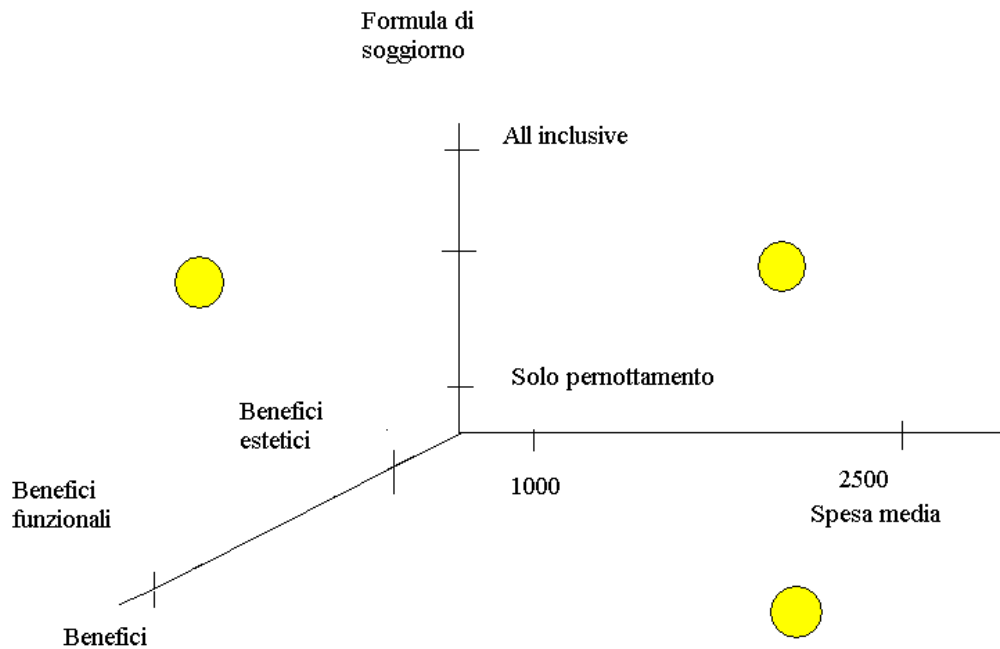 Formula di
soggiorno
All inclusive
Solo pernottamento
Benefici
estetici
1000
2500
Spesa media
Benefici
funzionali
Benefici